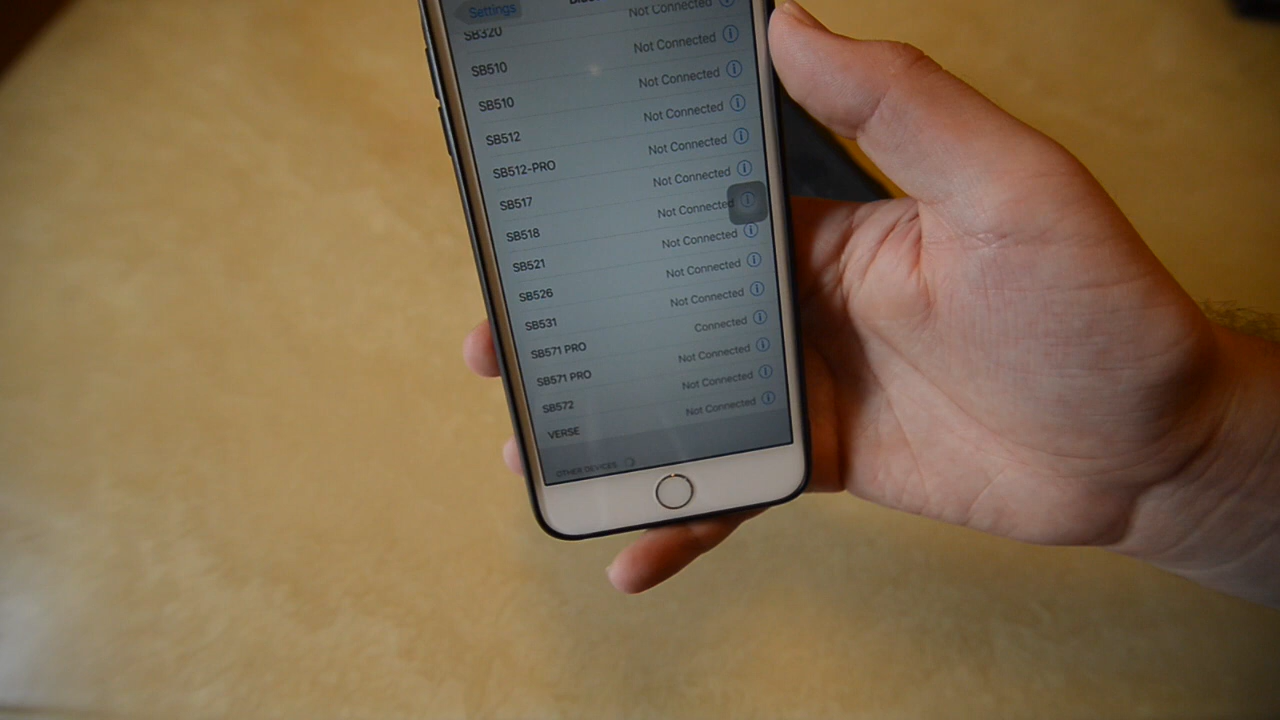 Settings
SB320 Not Connected
SB510 Not Connected
SB510 Not Connected
SB512 Not Connected
SB512-PRO Not Connected
SB517 Not Connected
SB518 Not Connected
SB521 Not Connected
SB526 Not Connected
SB531 Not Connected
SB571 PRO Connected
SB571 PRO Not Connected
SB572 Not Connected
VERSE Not Connected
OTHER DEVICES